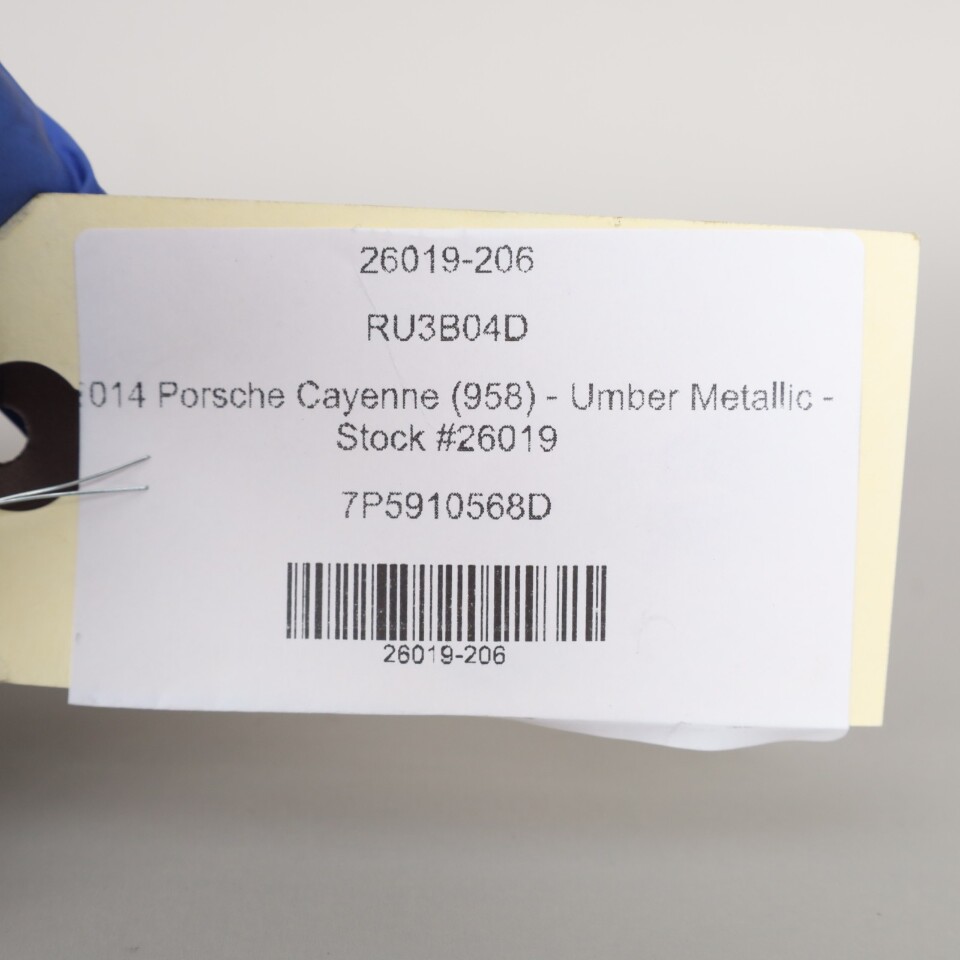 26019-206
RU3B04D
014 Porsche Cayenne (958) - Umber Metallic -
Stock #26019
7P5910568D
26019-206